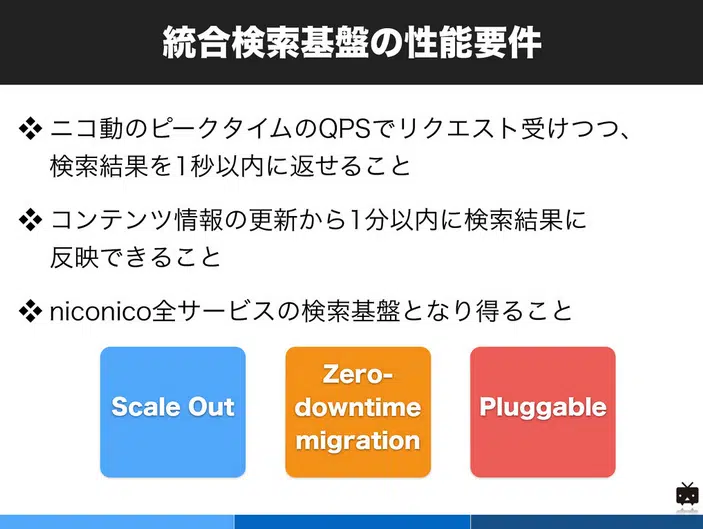 統合検索基盤の性能要件
❖ ニコ動のピークタイムのQPSでリクエスト受けつつ、
検索結果を1秒以内に返せること
❖ コンテンツ情報の更新から1分以内に検索結果に
反映できること
❖ niconico全サービスの検索基盤となり得ること
Scale Out
Zero-
downtime
migration
Pluggable